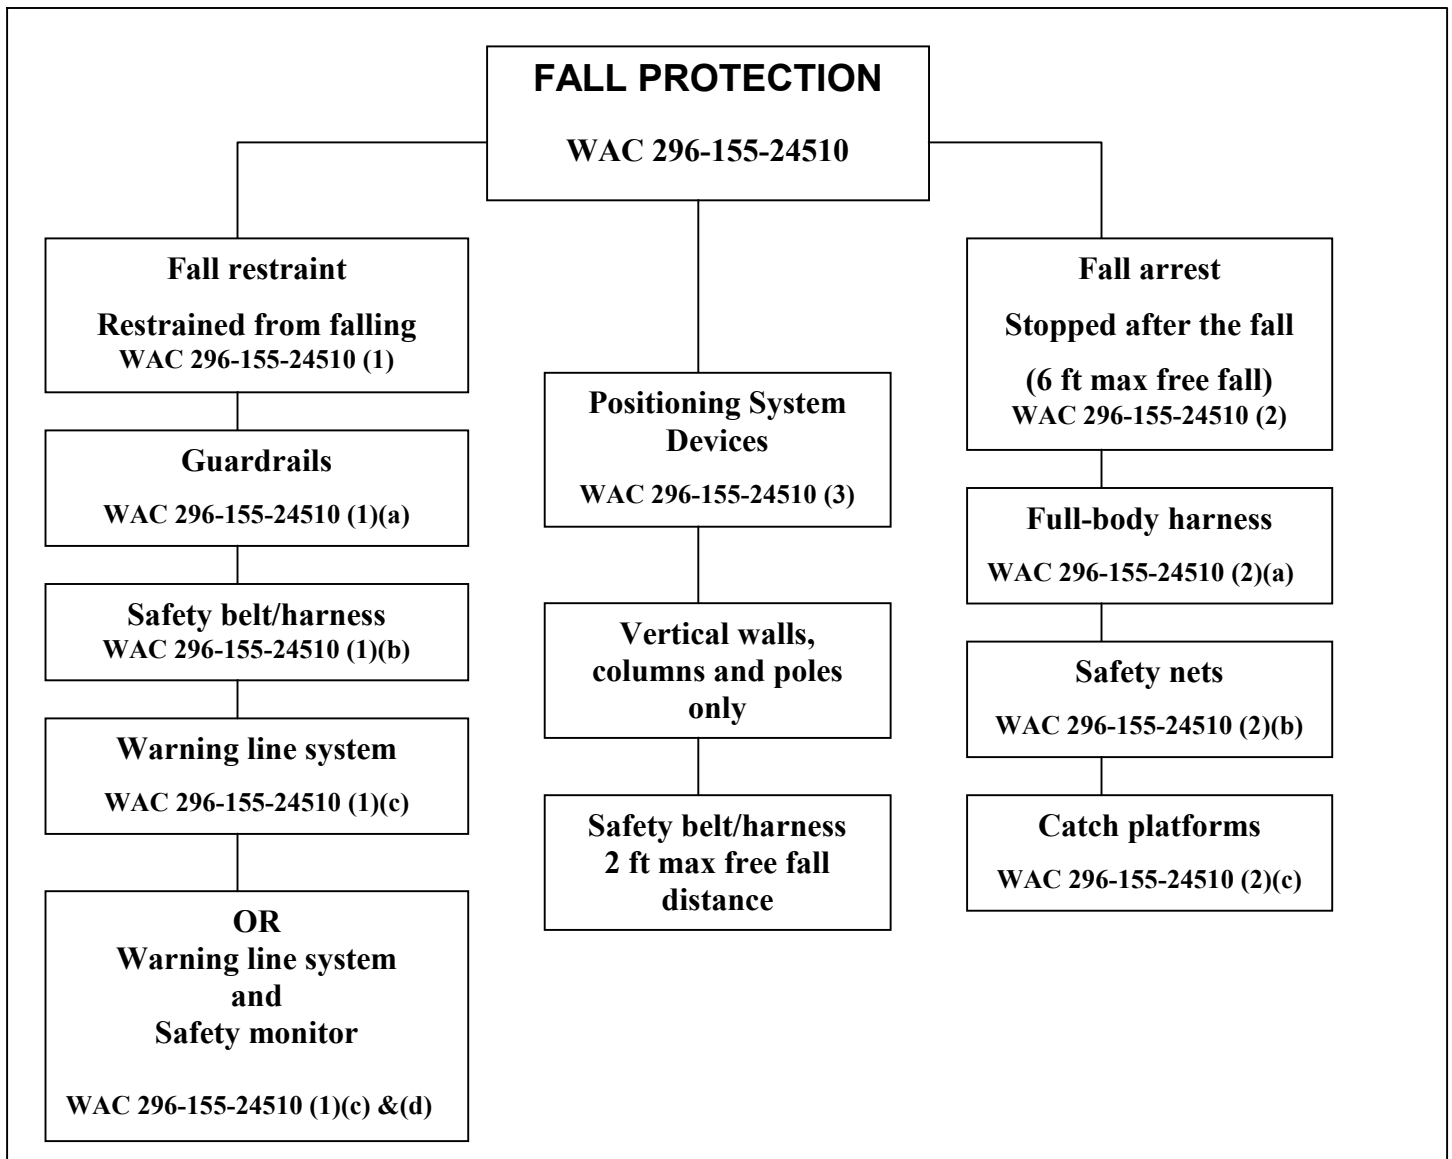 FALL PROTECTION
WAC 296-155-24510
Fall restraint
Restrained from falling
WAC 296-155-24510 (1)
Guardrails
WAC 296-155-24510 (1)(a)
Safety belt/harness
WAC 296-155-24510 (1)(b)
Warning line system
WAC 296-155-24510 (1)(c)
OR
Warning line system
and
Safety monitor
WAC 296-155-24510 (1)(c) &(d)
Positioning System
Devices
WAC 296-155-24510 (3)
Vertical walls,
columns and poles
only
Safety belt/harness
2 ft max free fall
distance
Fall arrest
Stopped after the fall
(6 ft max free fall)
WAC 296-155-24510 (2)
Full-body harness
WAC 296-155-24510 (2)(a)
Safety nets
WAC 296-155-24510 (2)(b)
Catch platforms
WAC 296-155-24510 (2)(c)